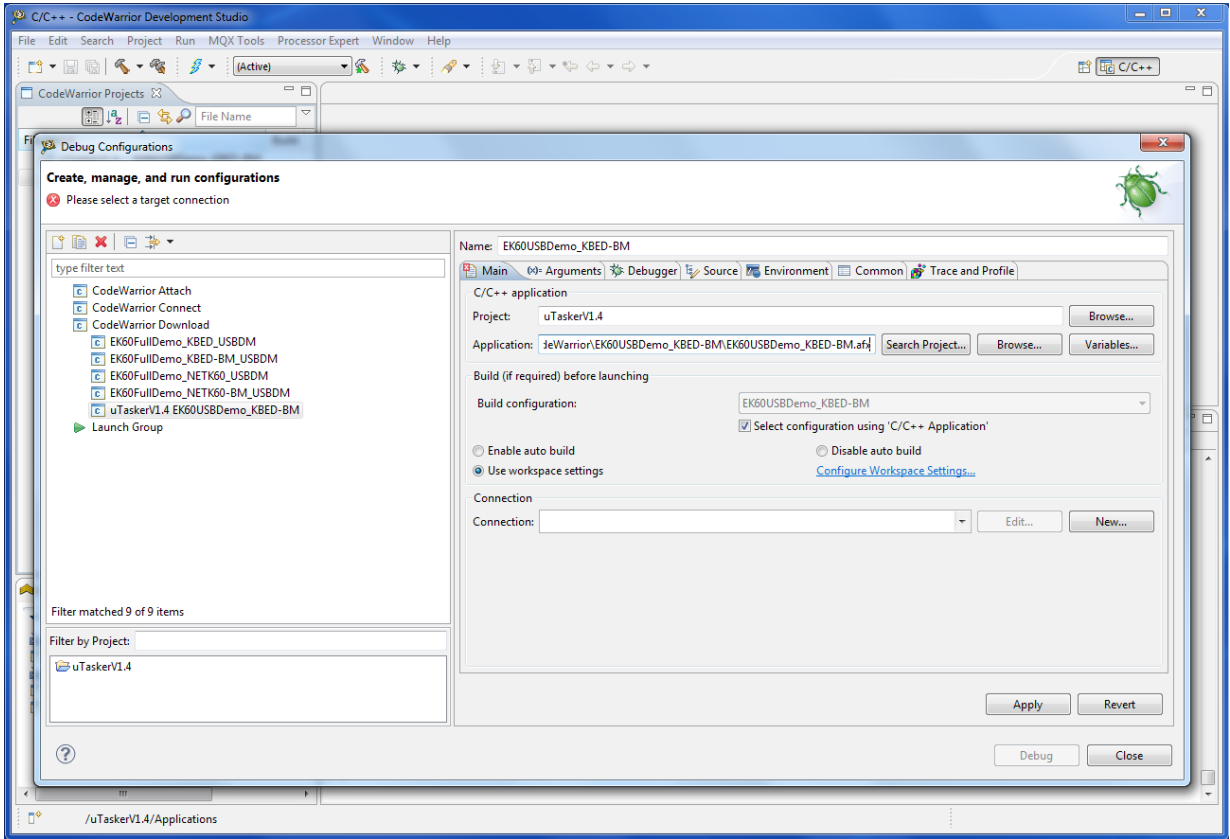 C/C++ - CodeWarrior Development Studio
File Edit Search Project Run MQX Tools Processor Expert Window Help
(Active)
C/C++
CodeWarrior Projects
File Name
Debug Configurations
Create, manage, and run configurations
Please select a target connection
type filter text
CodeWarrior Attach
CodeWarrior Connect
CodeWarrior Download
EK60FullDemo_KBED_USBDM
EK60FullDemo_KBED-BM_USBDM
EK60FullDemo_NETK60_USBDM
EK60FullDemo_NETK60-BM_USBDM
uTaskerV1.4 EK60USBDemo_KBED-BM
Launch Group
Filter matched 9 of 9 items
Filter by Project:
uTaskerV1.4
Name: EK60USBDemo_KBED-BM
Main (x)= Arguments Debugger Source Environment Common Trace and Profile
C/C++ application
Project: uTaskerV1.4 Browse...
Application: deWarrior\EK60USBDemo_KBED-BM\EK60USBDemo_KBED-BM.afx Search Project... Browse... Variables...
Build (if required) before launching
Build configuration: EK60USBDemo_KBED-BM
Select configuration using 'C/C++ Application'
Enable auto build Disable auto build
Use workspace settings Configure Workspace Settings...
Connection
Connection: Edit... New...
Apply Revert
Debug Close
/uTaskerV1.4/Applications